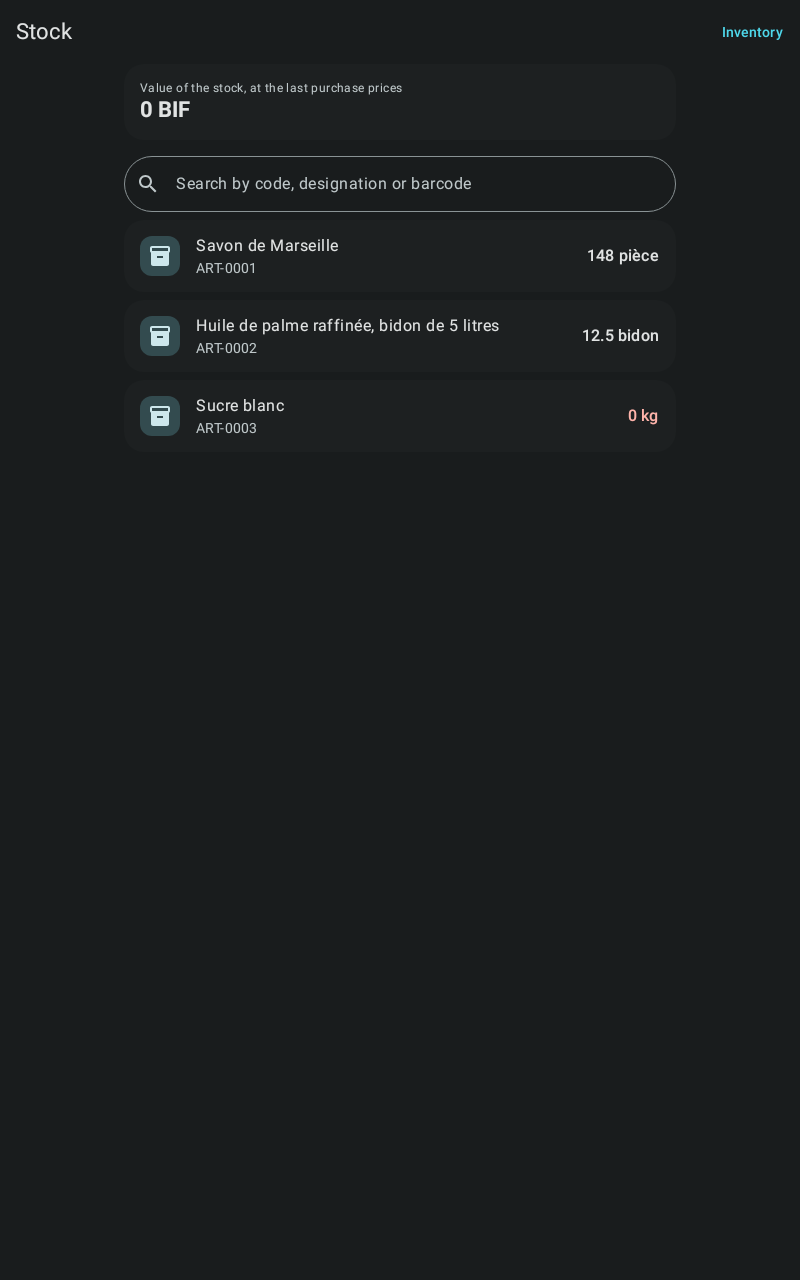 Stock
Inventory
Value of the stock, at the last purchase prices
0 BIF
Search by code, designation or barcode
Savon de Marseille
ART-0001
148 pièce
Huile de palme raffinée, bidon de 5 litres
ART-0002
12.5 bidon
Sucre blanc
ART-0003
0 kg